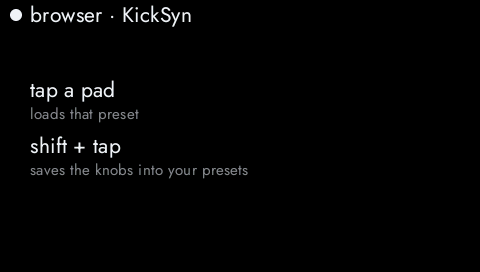 browser · KickSyn
tap a pad
loads that preset
shift + tap
saves the knobs into your presets